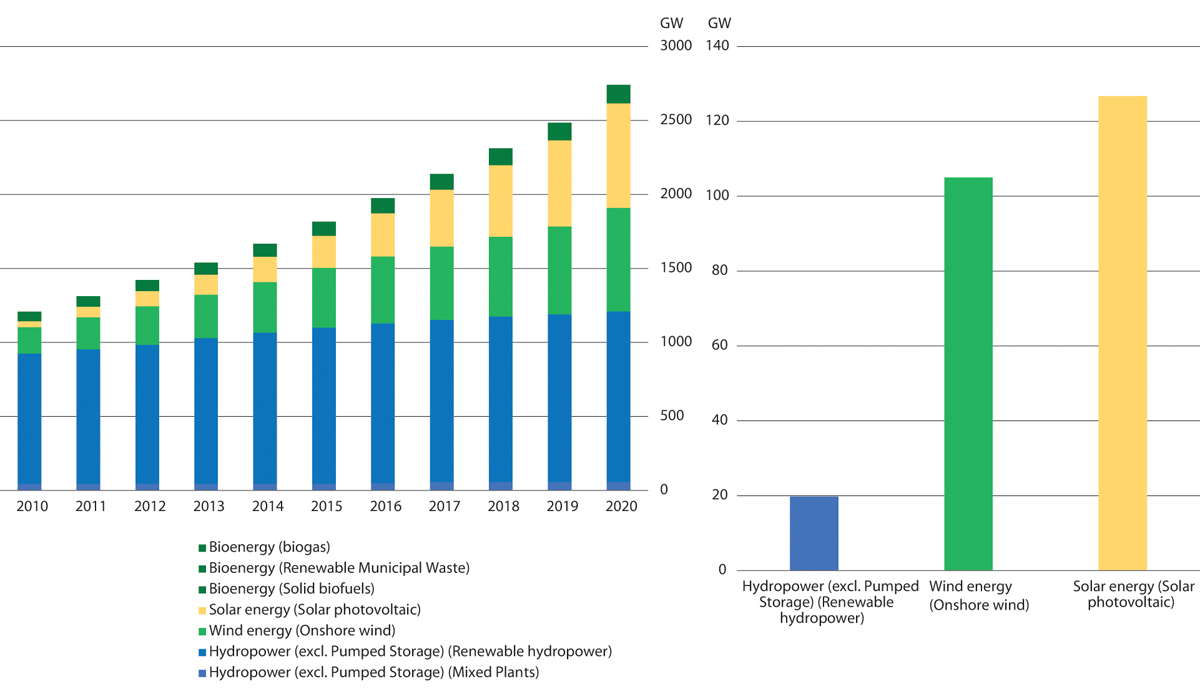 GW
3000
2500
2000
1500
1000
500
0
2010 2011 2012 2013 2014 2015 2016 2017 2018 2019 2020
Bioenergy (biogas)
Bioenergy (Renewable Municipal Waste)
Bioenergy (Solid biofuels)
Solar energy (Solar photovoltaic)
Wind energy (Onshore wind)
Hydropower (excl. Pumped Storage) (Renewable hydropower)
Hydropower (excl. Pumped Storage) (Mixed Plants)
GW
140
120
100
80
60
40
20
0
Hydropower (excl. Pumped
Storage) (Renewable
hydropower)
Wind energy
(Onshore wind)
Solar energy (Solar
photovoltaic)